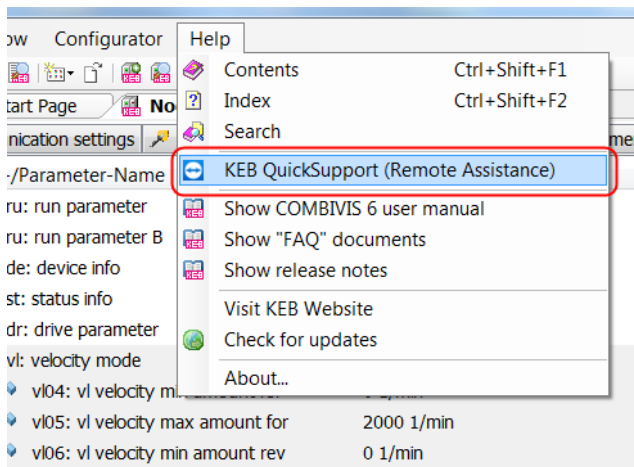 ow Configurator Help
Contents Ctrl+Shift+F1
Index Ctrl+Shift+F2
Search
KEB QuickSupport (Remote Assistance)
Show COMBIVIS 6 user manual
Show "FAQ" documents
Show release notes
Visit KEB Website
Check for updates
About...
tart Page No
nication settings me
-/Parameter-Name
ru: run parameter
ru: run parameter B
de: device info
st: status info
dr: drive parameter
vl: velocity mode
vl04: vl velocity
vl05: vl velocity max amount for 2000 1/min
vl06: vl velocity min amount rev 0 1/min